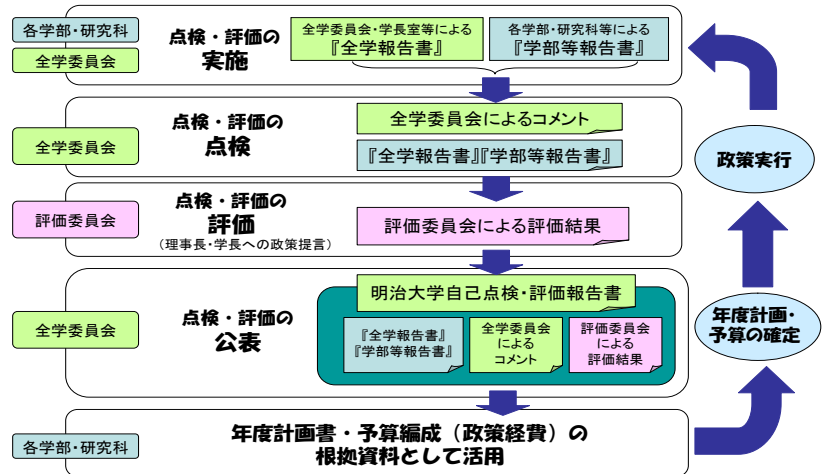 各学部・研究科
全学委員会
点検・評価の
実施
全学委員会・学長室等による
『全学報告書』
各学部・研究科等による
『学部等報告書』
全学委員会
点検・評価の
点検
全学委員会によるコメント
『全学報告書』『学部等報告書』
評価委員会
点検・評価の
評価
(理事長・学長への政策提言)
評価委員会による評価結果
全学委員会
点検・評価の
公表
明治大学自己点検・評価報告書
『全学報告書』
『学部等報告書』
全学委員会
による
コメント
評価委員会
による
評価結果
各学部・研究科
年度計画書・予算編成（政策経費）の
根拠資料として活用
年度計画・
予算の確定
政策実行